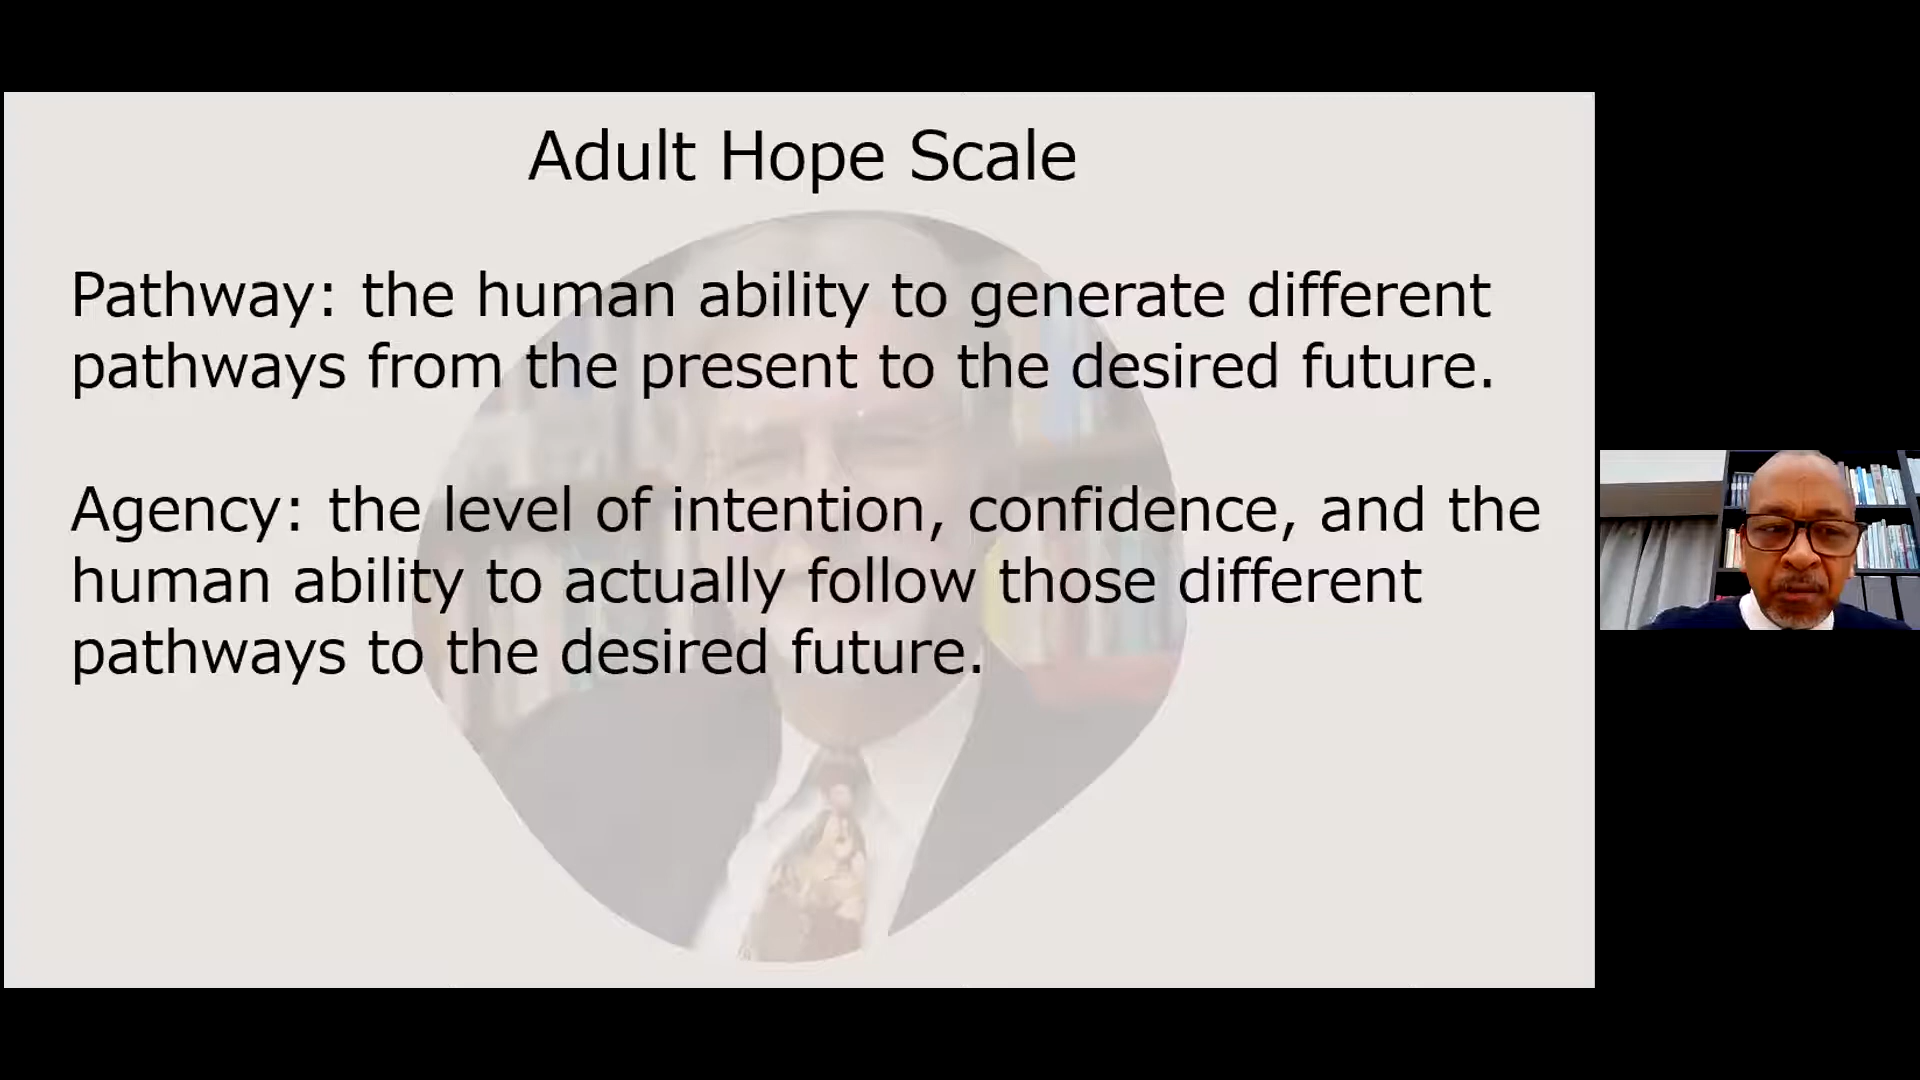 Adult Hope Scale
Pathway: the human ability to generate different
pathways from the present to the desired future.
Agency: the level of intention, confidence, and the
human ability to actually follow those different
pathways to the desired future.